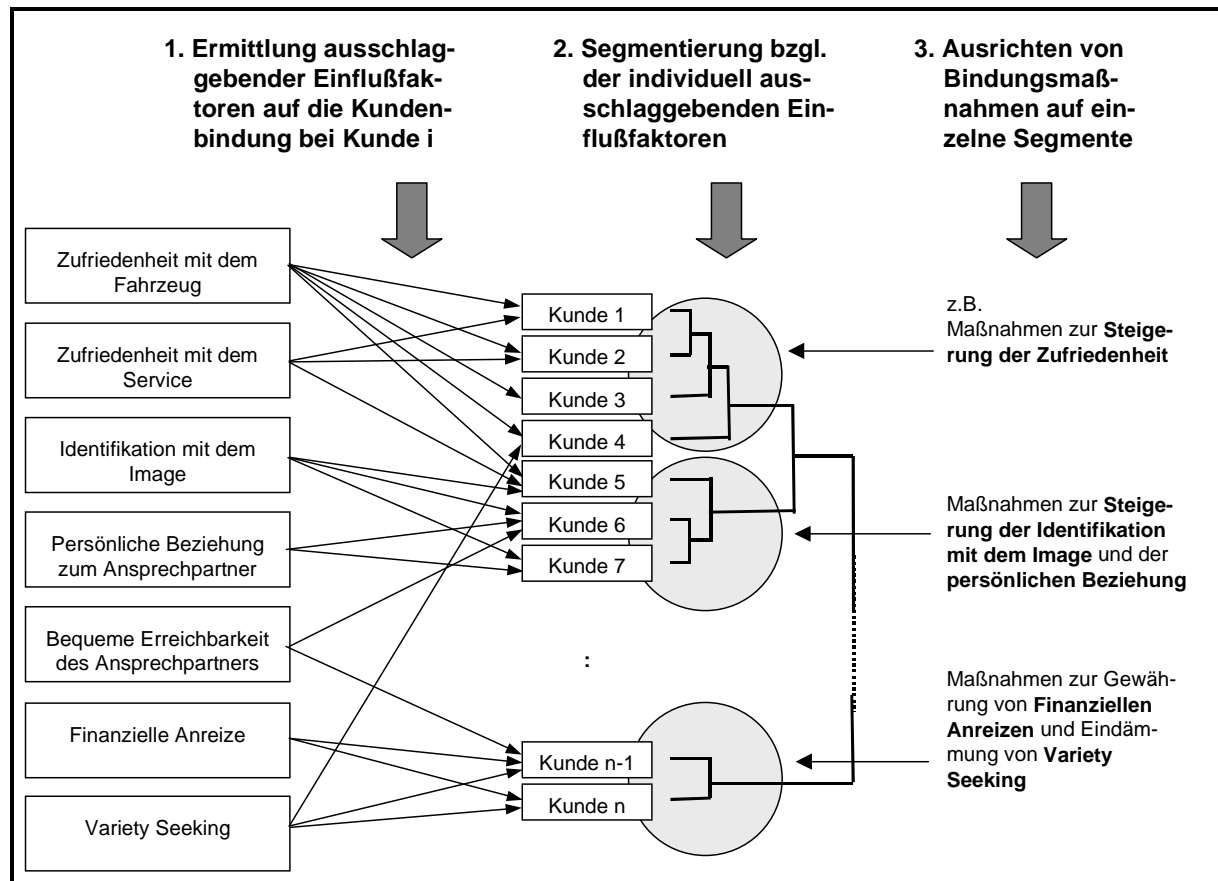 1. Ermittlung ausschlag-
gebender Einflußfak-
toren auf die Kunden-
bindung bei Kunde i
2. Segmentierung bzgl.
der individuell aus-
schlaggebenden Ein-
flußfaktoren
3. Ausrichten von
Bindungsmaß-
nahmen auf ein-
zelne Segmente
Zufriedenheit mit dem
Fahrzeug
Zufriedenheit mit dem
Service
Identifikation mit dem
Image
Persönliche Beziehung
zum Ansprechpartner
Bequeme Erreichbarkeit
des Ansprechpartners
Finanzielle Anreize
Variety Seeking
Kunde 1
Kunde 2
Kunde 3
Kunde 4
Kunde 5
Kunde 6
Kunde 7
:
Kunde n-1
Kunde n
z.B.
Maßnahmen zur Steige-
rung der Zufriedenheit
Maßnahmen zur Steige-
rung der Identifikation
mit dem Image und der
persönlichen Beziehung
Maßnahmen zur Gewäh-
rung von Finanziellen
Anreizen und Eindäm-
mung von Variety
Seeking